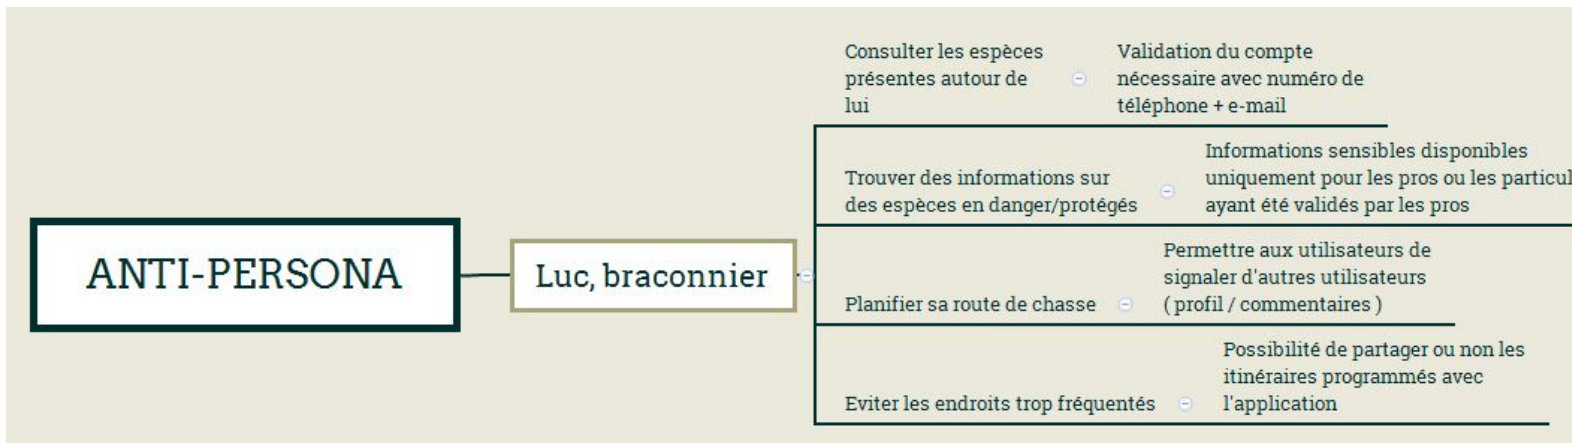 ANTI-PERSONA
Luc, braconnier
Consulter les espèces
présentes autour de
lui
Validation du compte
nécessaire avec numéro de
téléphone + e-mail
Trouver des informations sur
des espèces en danger/protégés
Informations sensibles disponibles
uniquement pour les pros ou les particul
ayant été validés par les pros
Planifier sa route de chasse
Permettre aux utilisateurs de
signaler d'autres utilisateurs
( profil / commentaires )
Eviter les endroits trop fréquentés
Possibilité de partager ou non les
itinéraires programmés avec
l'application